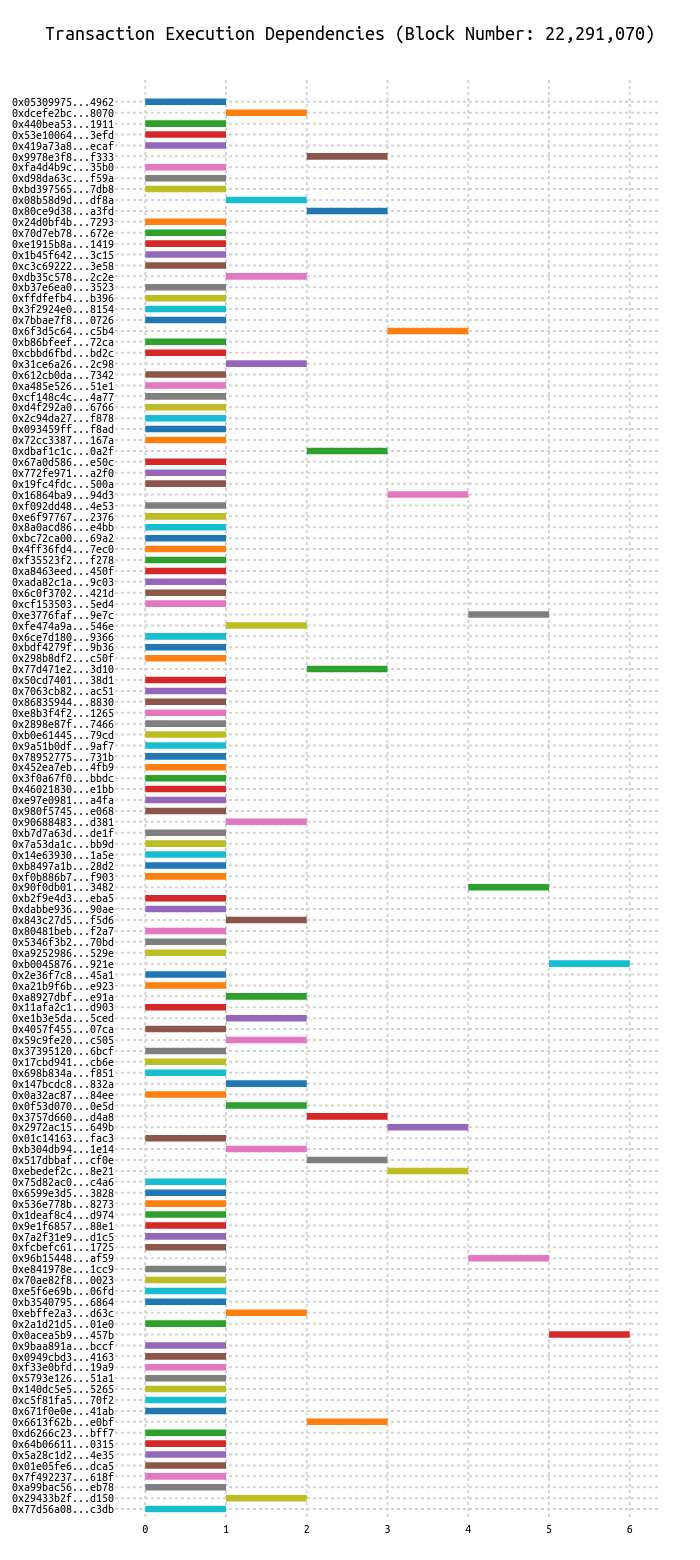 Transaction Execution Dependencies (Block Number: 22,291,070)
0x05309975...4962
0xdcefe2bc...8070
0x440bea53...1911
0x53e10064...3efd
0x419a73a8...ecaf
0x9978e3f8...f333
0xfa4d4b9c...35b0
0xd98da63c...f59a
0xbd397565...7db8
0x08b58d9d...df8a
0x80ce9d38...a3fd
0x24d0bf4b...7293
0x70d7eb78...672e
0xe1915b8a...1419
0x1b45f642...3c15
0xc3c69222...3e58
0xdb35c578...2c2e
0xb37e6ea0...3523
0xffdfefb4...b396
0x3f2924e0...8154
0x7bbae7f8...0726
0x6f3d5c64...c5b4
0xb86bfeef...72ca
0xcbbd6fbd...bd2c
0x31ce6a26...2c98
0x612cb0da...7342
0xa485e526...51e1
0xcf148c4c...4a77
0xd4f292a0...6766
0x2c94da27...f878
0x093459ff...f8ad
0x72cc3387...167a
0xdbaf1c1c...0a2f
0x67a0d586...e50c
0x772fe971...a2f0
0x19fc4fdc...500a
0x16864ba9...94d3
0xf092dd48...4e53
0xe6f97767...2376
0x8a0acd86...e4bb
0xbc72ca00...69a2
0x4ff36fd4...7ec0
0xf35523f2...f278
0xa8463eed...450f
0xada82c1a...9c03
0x6c0f3702...421d
0xcf153503...5ed4
0xe3776faf...9e7c
0xfe474a9a...546e
0x6ce7d180...9366
0xbdf4279f...9b36
0x298b8df2...c50f
0x77d471e2...3d10
0x50cd7401...38d1
0x7063cb82...ac51
0x86835944...8830
0xe8b3f4f2...1265
0x2898e87f...7466
0xb0e61445...79cd
0x9a51b0df...9af7
0x78952775...731b
0x452ea7eb...4fb9
0x3f0a67f0...bbdc
0x46021830...e1bb
0xe97e0981...a4fa
0x980f5745...e068
0x90688483...d381
0xb7d7a63d...de1f
0x7a53da1c...bb9d
0x14e63930...1a5e
0xb8497a1b...28d2
0xf0b886b7...f903
0x90f0db01...3482
0xb2f9e4d3...eba5
0xdabbe936...90ae
0x843c27d5...f5d6
0x80481beb...f2a7
0x5346f3b2...70bd
0xa9252986...529e
0xb0045876...921e
0x2e36f7c8...45a1
0xa21b9f6b...e923
0xa8927dbf...e91a
0x11afa2c1...d903
0xe1b3e5da...5ced
0x4057f455...07ca
0x59c9fe20...c505
0x37395120...6bcf
0x17cbd941...cb6e
0x698b834a...f851
0x147bcdc8...832a
0x0a32ac87...84ee
0x0f53d070...0e5d
0x3757d660...d4a8
0x2972ac15...649b
0x01c14163...fac3
0xb304db94...1e14
0x517dbbaf...cf0e
0xebedef2c...8e21
0x75d82ac0...c4a6
0x6599e3d5...3828
0x536e778b...8273
0x1deaf8c4...d974
0x9e1f6857...88e1
0x7a2f31e9...d1c5
0xfcbefc61...1725
0x96b15448...af59
0xe841978e...1cc9
0x70ae82f8...0023
0xe5f6e69b...06fd
0xb3540795...6864
0xebffe2a3...d63c
0x2a1d21d5...01e0
0x0acea5b9...457b
0x9baa891a...bccf
0x0949cbd3...4163
0xf33e0bfd...19a9
0x5793e126...51a1
0x140dc5e5...5265
0xc5f81fa5...70f2
0x671f0e0e...41ab
0x6613f62b...e0bf
0xd6266c23...bff7
0x64b06611...0315
0x5a28c1d2...4e35
0x01e05fe6...dca5
0x7f492237...618f
0xa99bac56...eb78
0x29433b2f...d150
0x77d56a08...c3db
0 1 2 3 4 5 6